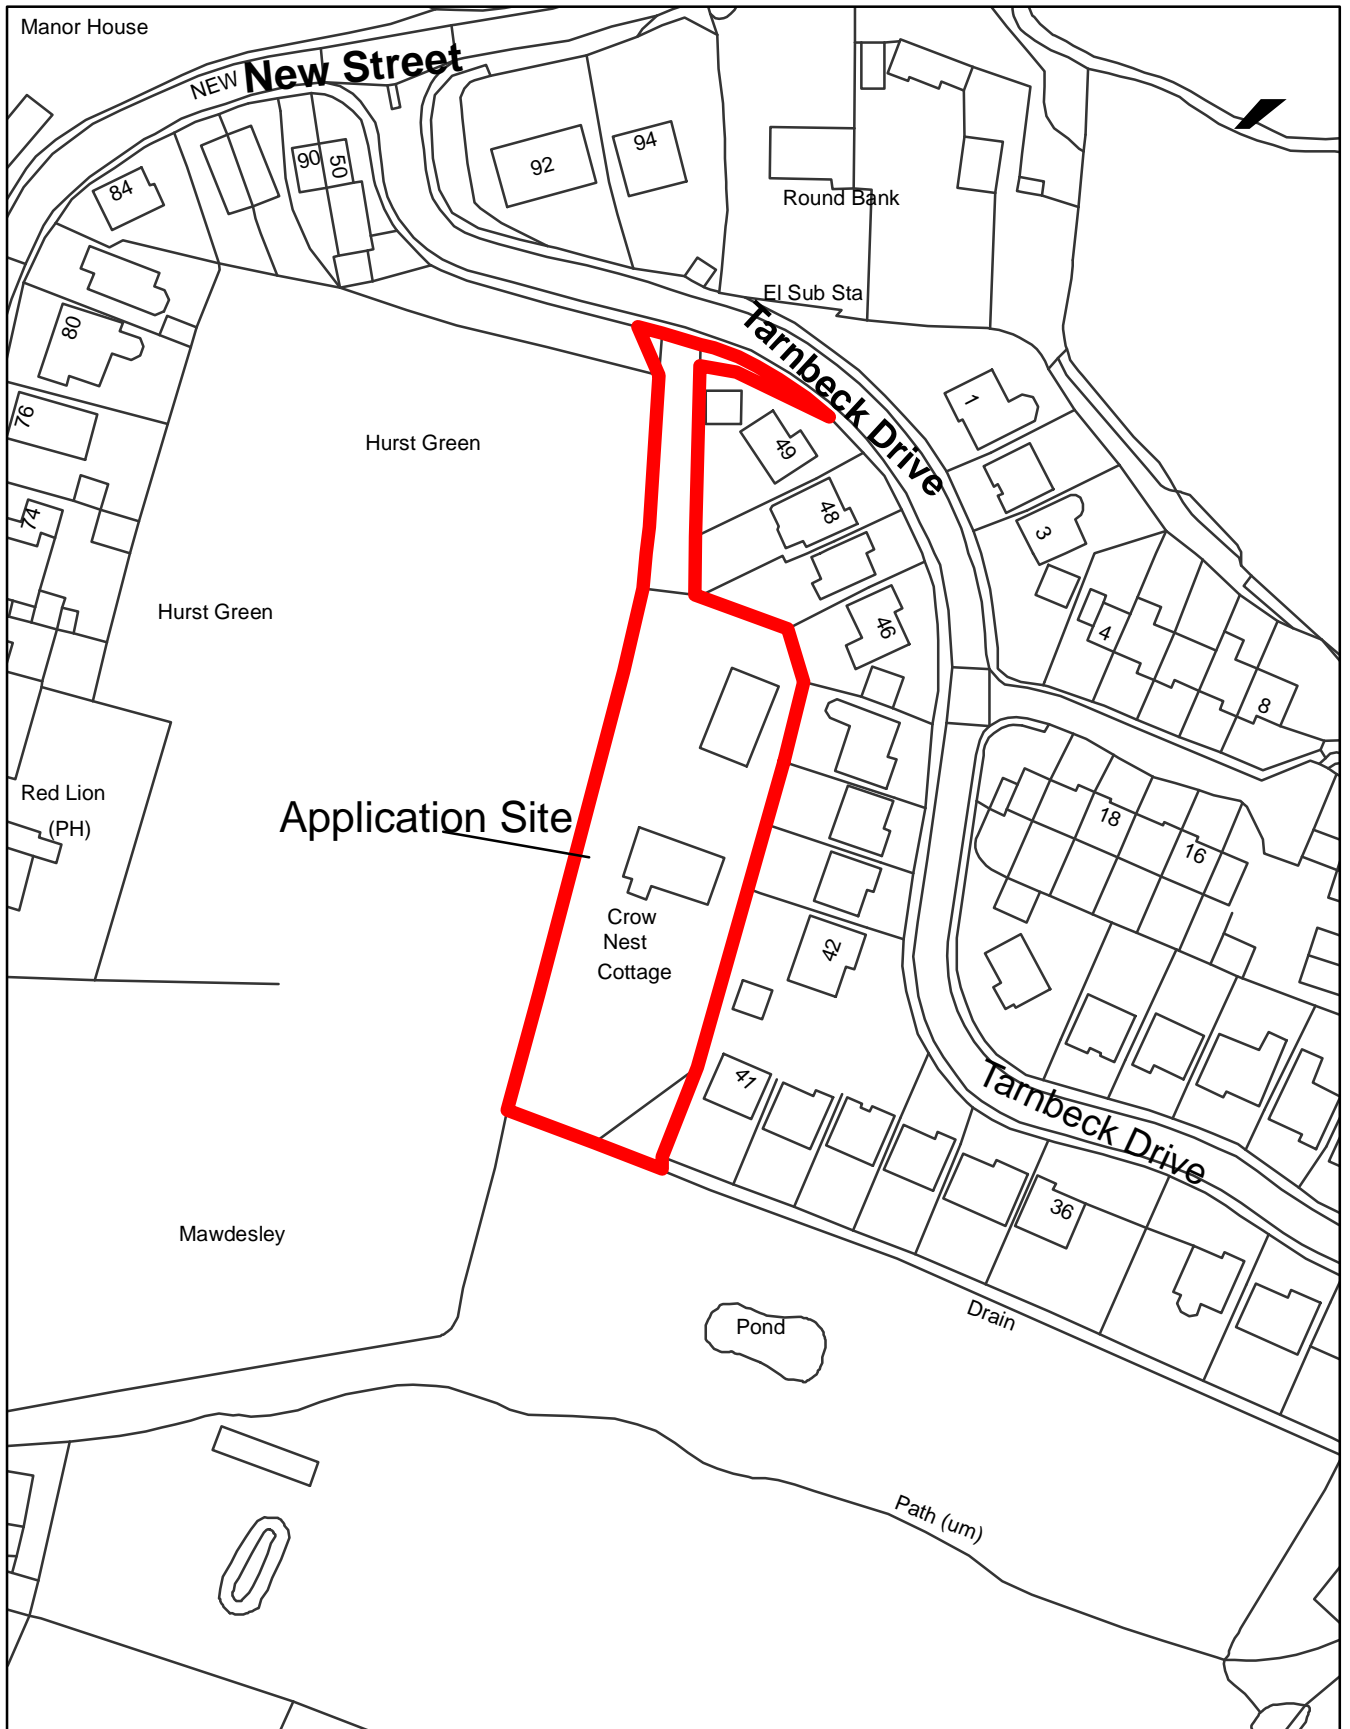 Manor House
NEW
New Street
84
90
50
92
94
Round Bank
El Sub Sta
Tarnbeck Drive
80
76
74
Hurst Green
49
48
46
1
3
4
8
Hurst Green
Red Lion
(PH)
Application Site
18
16
Crow
Nest
Cottage
42
41
Tarnbeck Drive
36
Mawdesley
Pond
Drain
Path (um)